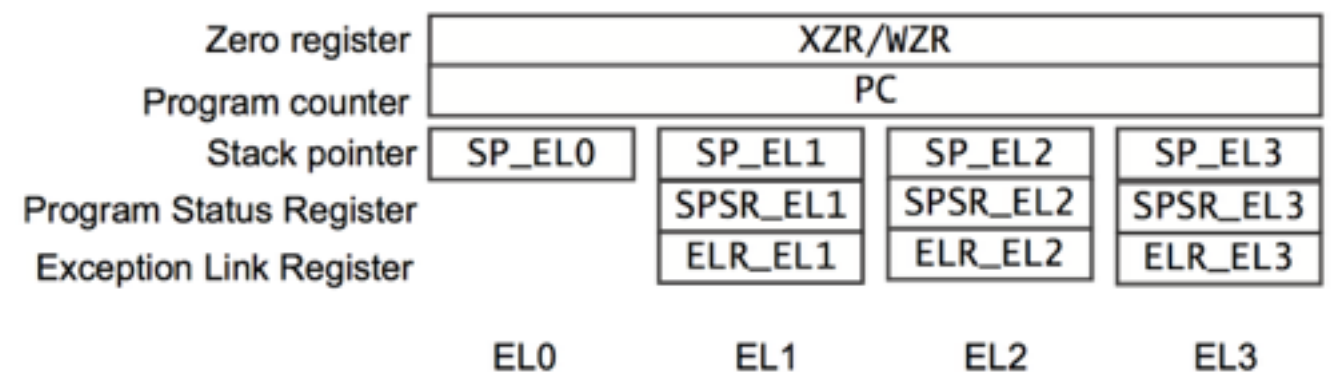 Zero register XZR/WZR
Program counter PC
Stack pointer SP_EL0 SP_EL1 SP_EL2 SP_EL3
Program Status Register SPSR_EL1 SPSR_EL2 SPSR_EL3
Exception Link Register ELR_EL1 ELR_EL2 ELR_EL3
EL0 EL1 EL2 EL3